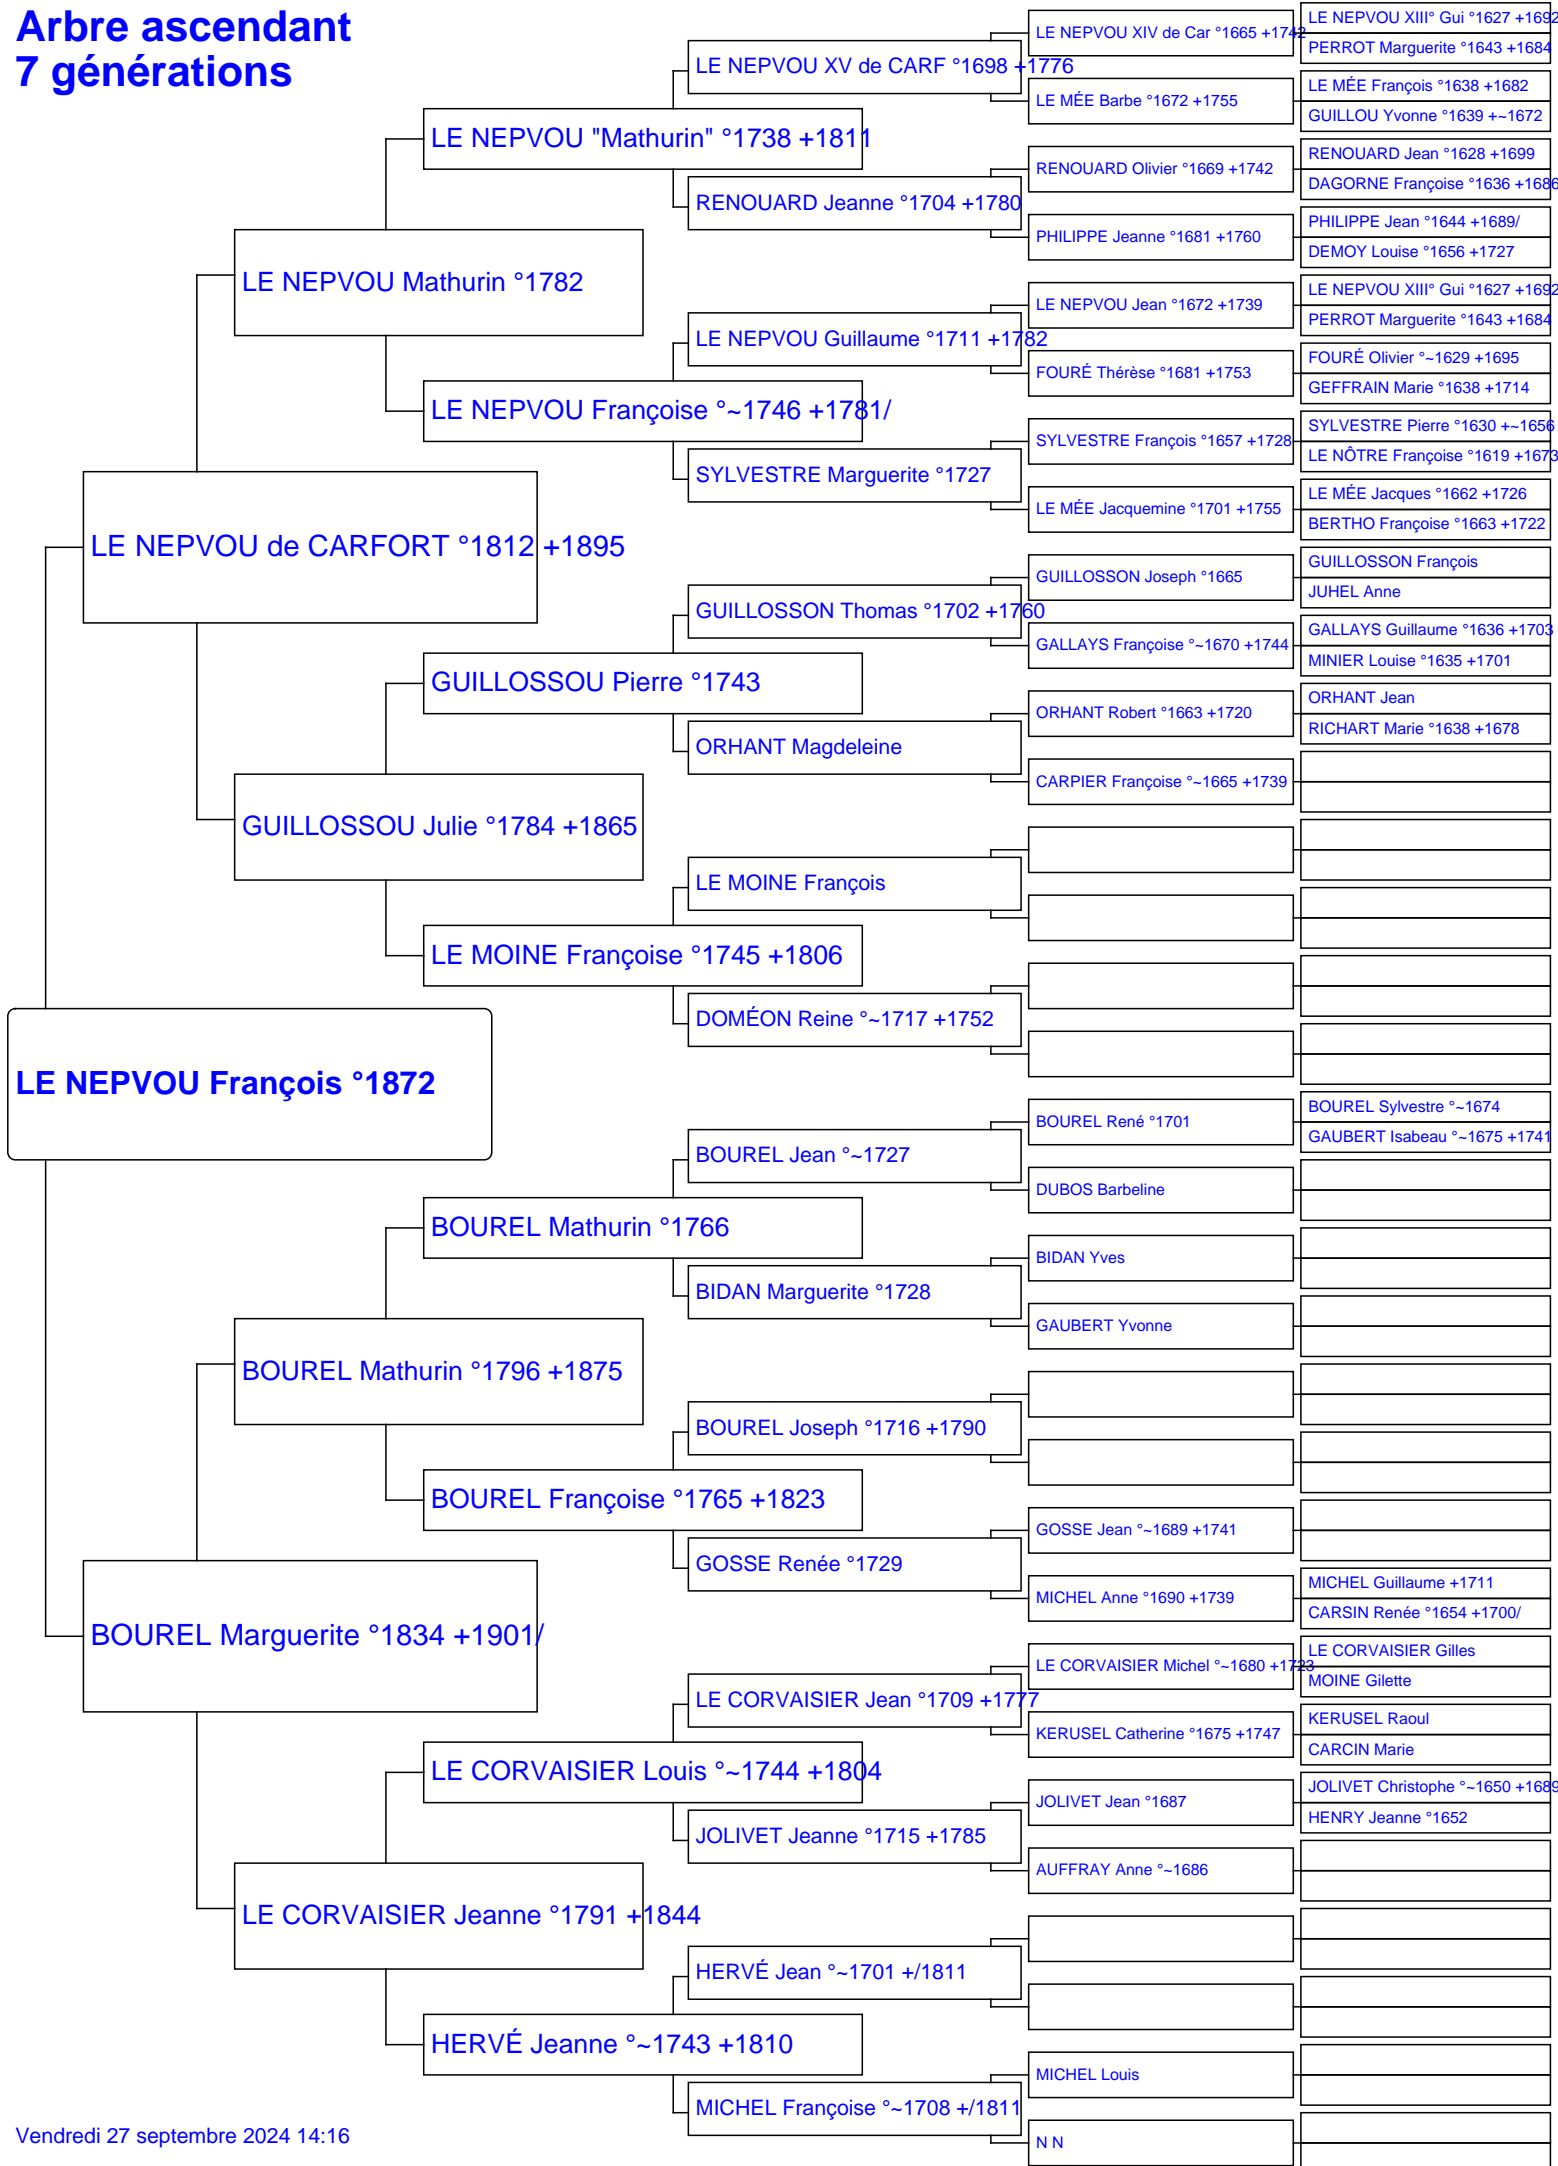 Arbre ascendant
7 générations
LE NEPVOU François °1872
LE NEPVOU de CARFORT °1812 +1895
BOUREL Marguerite °1834 +1901/
LE NEPVOU Mathurin °1782
GUILLOSSOU Julie °1784 +1865
BOUREL Mathurin °1796 +1875
LE CORVAISIER Jeanne °1791 +1844
LE NEPVOU "Mathurin" °1738 +1811
LE NEPVOU Françoise °~1746 +1781/
GUILLOSSOU Pierre °1743
LE MOINE Françoise °1745 +1806
BOUREL Mathurin °1766
BOUREL Françoise °1765 +1823
LE CORVAISIER Louis °~1744 +1804
HERVÉ Jeanne °~1743 +1810
LE NEPVOU XV de CARF °1698 +1776
RENOUARD Jeanne °1704 +1780
LE NEPVOU Guillaume °1711 +1782
SYLVESTRE Marguerite °1727
GUILLOSSON Thomas °1702 +1760
ORHANT Magdeleine
LE MOINE François
DOMÉON Reine °~1717 +1752
BOUREL Jean °~1727
BIDAN Marguerite °1728
BOUREL Joseph °1716 +1790
GOSSE Renée °1729
LE CORVAISIER Jean °1709 +1777
JOLIVET Jeanne °1715 +1785
HERVÉ Jean °~1701 +/1811
MICHEL Françoise °~1708 +/1811
LE NEPVOU XIV de Car °1665 +1742
LE MÉE Barbe °1672 +1755
RENOUARD Olivier °1669 +1742
PHILIPPE Jeanne °1681 +1760
LE NEPVOU Jean °1672 +1739
FOURÉ Thérèse °1681 +1753
SYLVESTRE François °1657 +1728
LE MÉE Jacquemine °1701 +1755
GUILLOSSON Joseph °1665
GALLAYS Françoise °~1670 +1744
ORHANT Robert °1663 +1720
CARPIER Françoise °~1665 +1739
BOUREL René °1701
DUBOS Barbeline
BIDAN Yves
GAUBERT Yvonne
GOSSE Jean °~1689 +1741
MICHEL Anne °1690 +1739
LE CORVAISIER Michel °~1680 +1723
KERUSEL Catherine °1675 +1747
JOLIVET Jean °1687
AUFFRAY Anne °~1686
MICHEL Louis
N N
LE NEPVOU XIII° Gui °1627 +1692
PERROT Marguerite °1643 +1684
LE MÉE François °1638 +1682
GUILLOU Yvonne °1639 +~1672
RENOUARD Jean °1628 +1699
DAGORNE Françoise °1636 +1686
PHILIPPE Jean °1644 +1689/
DEMOY Louise °1656 +1727
LE NEPVOU XIII° Gui °1627 +1692
PERROT Marguerite °1643 +1684
FOURÉ Olivier °~1629 +1695
GEFFRAIN Marie °1638 +1714
SYLVESTRE Pierre °1630 +~1656
LE NÔTRE Françoise °1619 +1673
LE MÉE Jacques °1662 +1726
BERTHO Françoise °1663 +1722
GUILLOSSON François
JUHEL Anne
GALLAYS Guillaume °1636 +1703
MINIER Louise °1635 +1701
ORHANT Jean
RICHART Marie °1638 +1678
BOUREL Sylvestre °~1674
GAUBERT Isabeau °~1675 +1741
MICHEL Guillaume +1711
CARSIN Renée °1654 +1700/
LE CORVAISIER Gilles
MOINE Gilette
KERUSEL Raoul
CARCIN Marie
JOLIVET Christophe °~1650 +1689
HENRY Jeanne °1652
Vendredi 27 septembre 2024 14:16